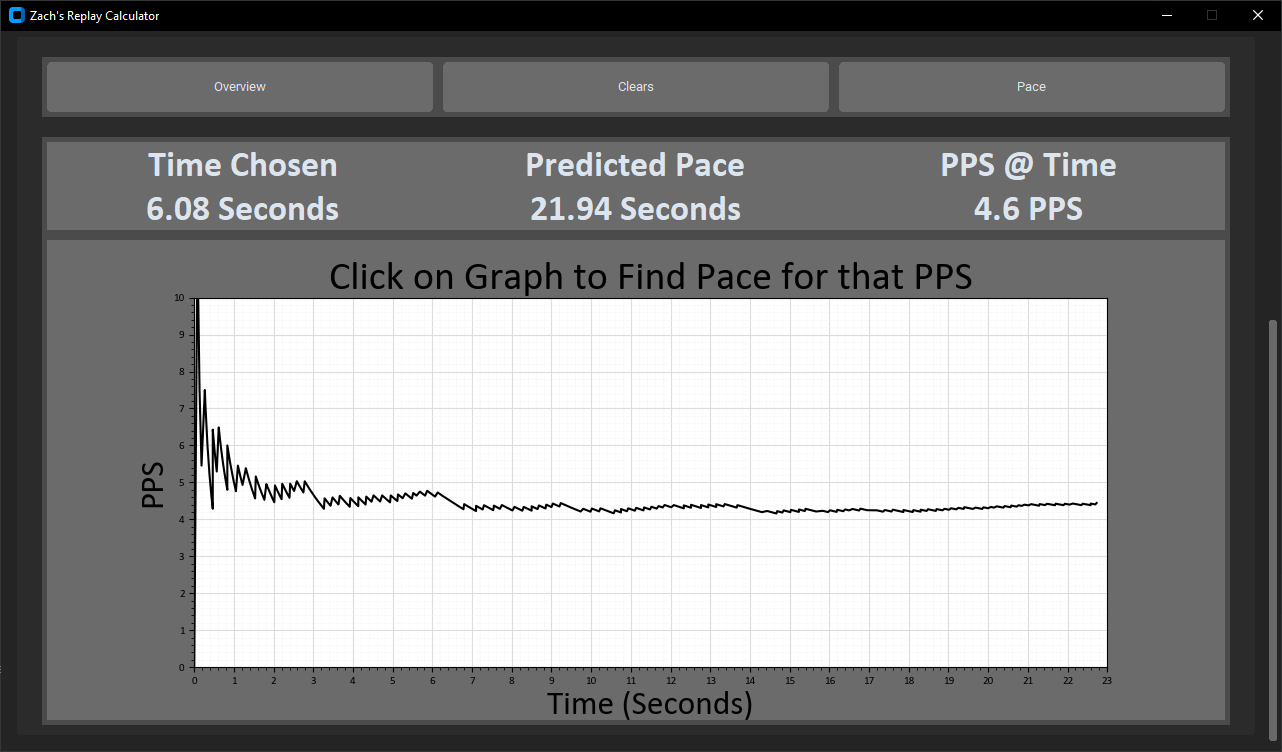 Zach's Replay Calculator
Overview Clears Pace
Time Chosen Predicted Pace PPS @ Time
6.08 Seconds 21.94 Seconds 4.6 PPS
Click on Graph to Find Pace for that PPS
10
9
8
7
6
5
4
3
2
1
0
PPS
0 1 2 3 4 5 6 7 8 9 10 11 12 13 14 15 16 17 18 19 20 21 22 23
Time (Seconds)